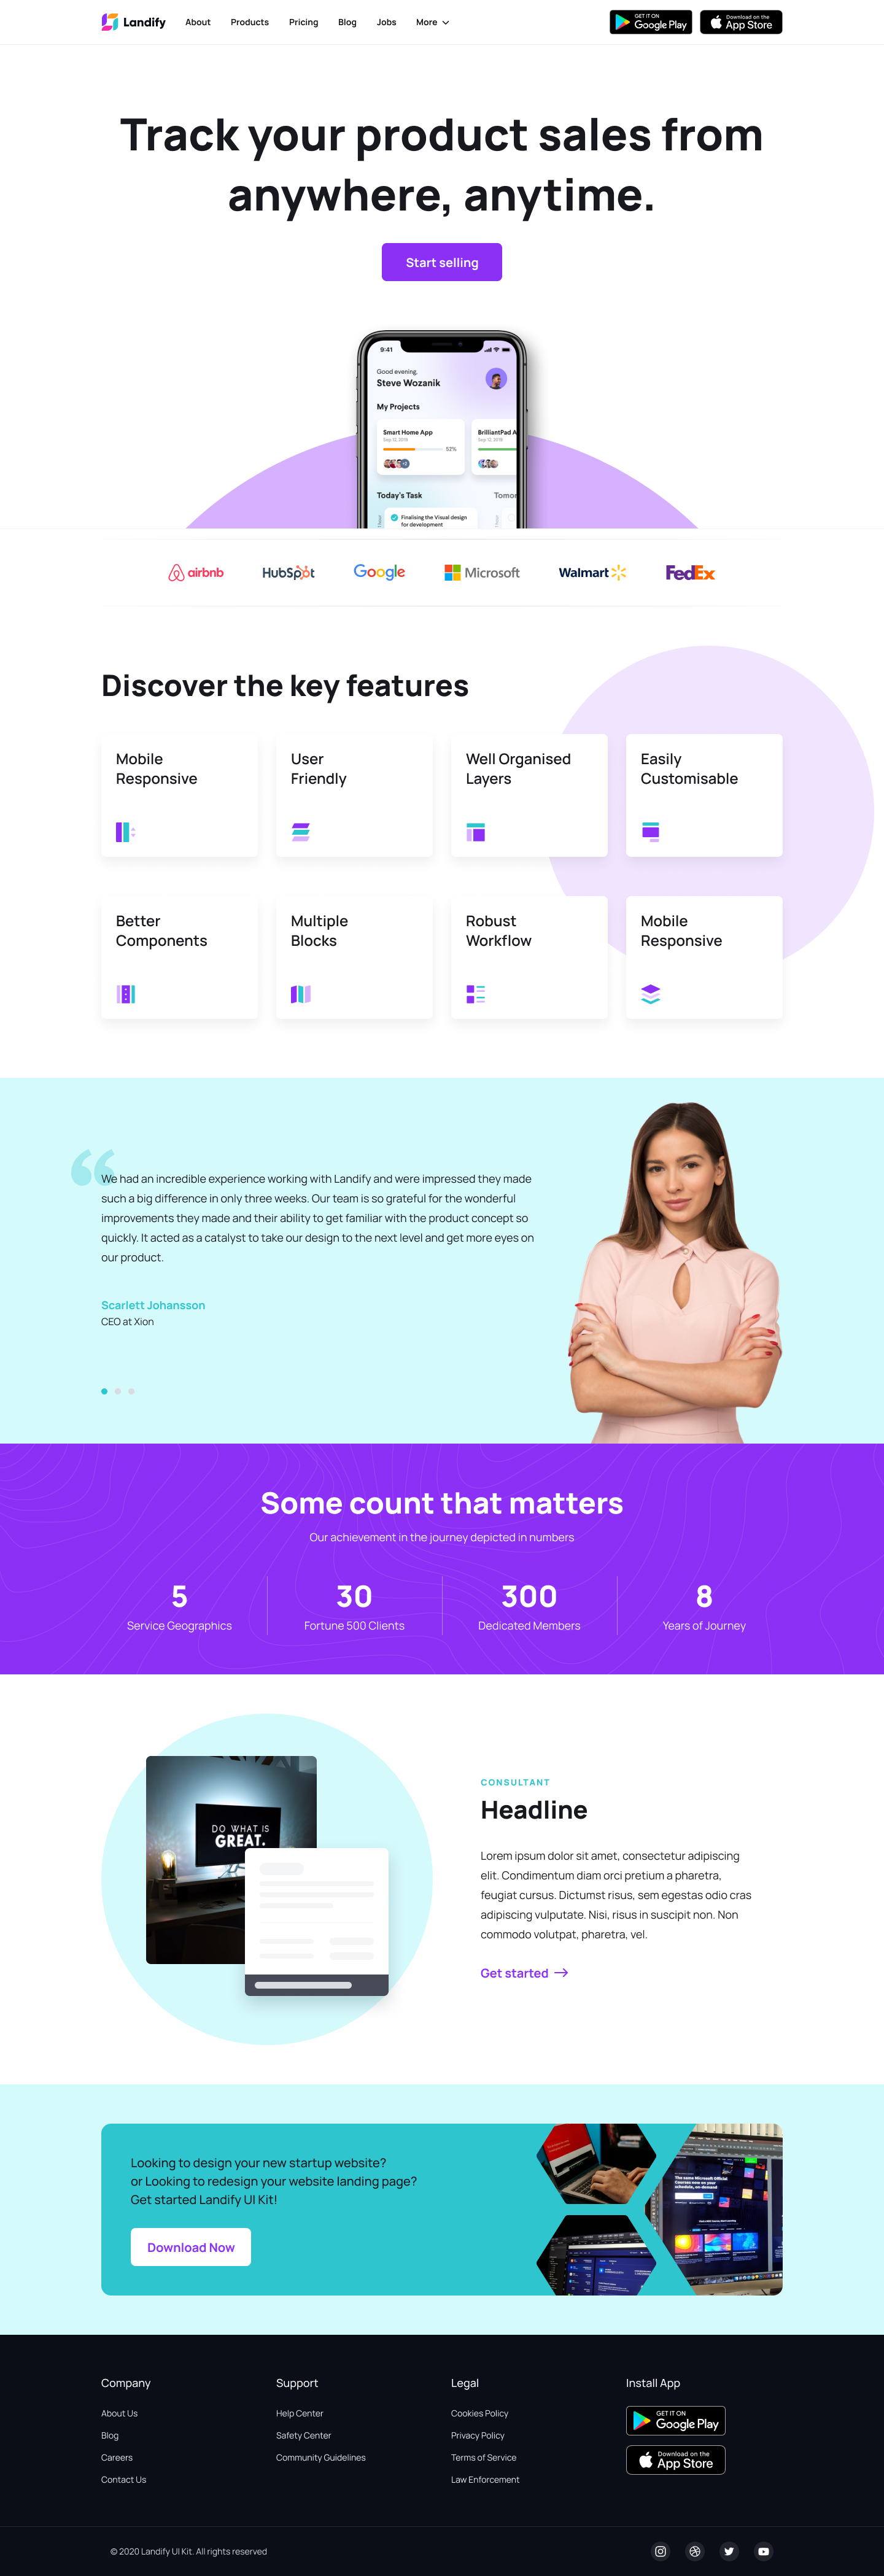 Landify
About
Products
Pricing
Blog
Jobs
More
GET IT ON
Google Play
Download on the
App Store
Track your product sales from
anywhere, anytime.
Start selling
9:41
Good evening,
Steve Wozanik
My Projects
Smart Home App
Sep 12, 2019
52%
BrilliantPad A
Sep 12, 2019
Today's Task
Tomor
Finalising the Visual design
for development
airbnb
HubSpot
Google
Microsoft
Walmart
FedEx
Discover the key features
Mobile
Responsive
User
Friendly
Well Organised
Layers
Easily
Customisable
Better
Components
Multiple
Blocks
Robust
Workflow
Mobile
Responsive
“
We had an incredible experience working with Landify and were impressed they made
such a big difference in only three weeks. Our team is so grateful for the wonderful
improvements they made and their ability to get familiar with the product concept so
quickly. It acted as a catalyst to take our design to the next level and get more eyes on
our product.
Scarlett Johansson
CEO at Xion
Some count that matters
Our achievement in the journey depicted in numbers
5
Service Geographics
30
Fortune 500 Clients
300
Dedicated Members
8
Years of Journey
DO WHAT IS
GREAT.
CONSULTANT
Headline
Lorem ipsum dolor sit amet, consectetur adipiscing
elit. Condimentum diam orci pretium a pharetra,
feugiat cursus. Dictumst risus, sem egestas odio cras
adipiscing vulputate. Nisi, risus in suscipit non. Non
commodo volutpat, pharetra, vel.
Get started
Looking to design your new startup website?
or Looking to redesign your website landing page?
Get started Landify UI Kit!
Download Now
The same Microsoft Official
Courses now on your
schedule, on-demand
Company
About Us
Blog
Careers
Contact Us
Support
Help Center
Safety Center
Community Guidelines
Legal
Cookies Policy
Privacy Policy
Terms of Service
Law Enforcement
Install App
GET IT ON
Google Play
Download on the
App Store
© 2020 Landify UI Kit. All rights reserved